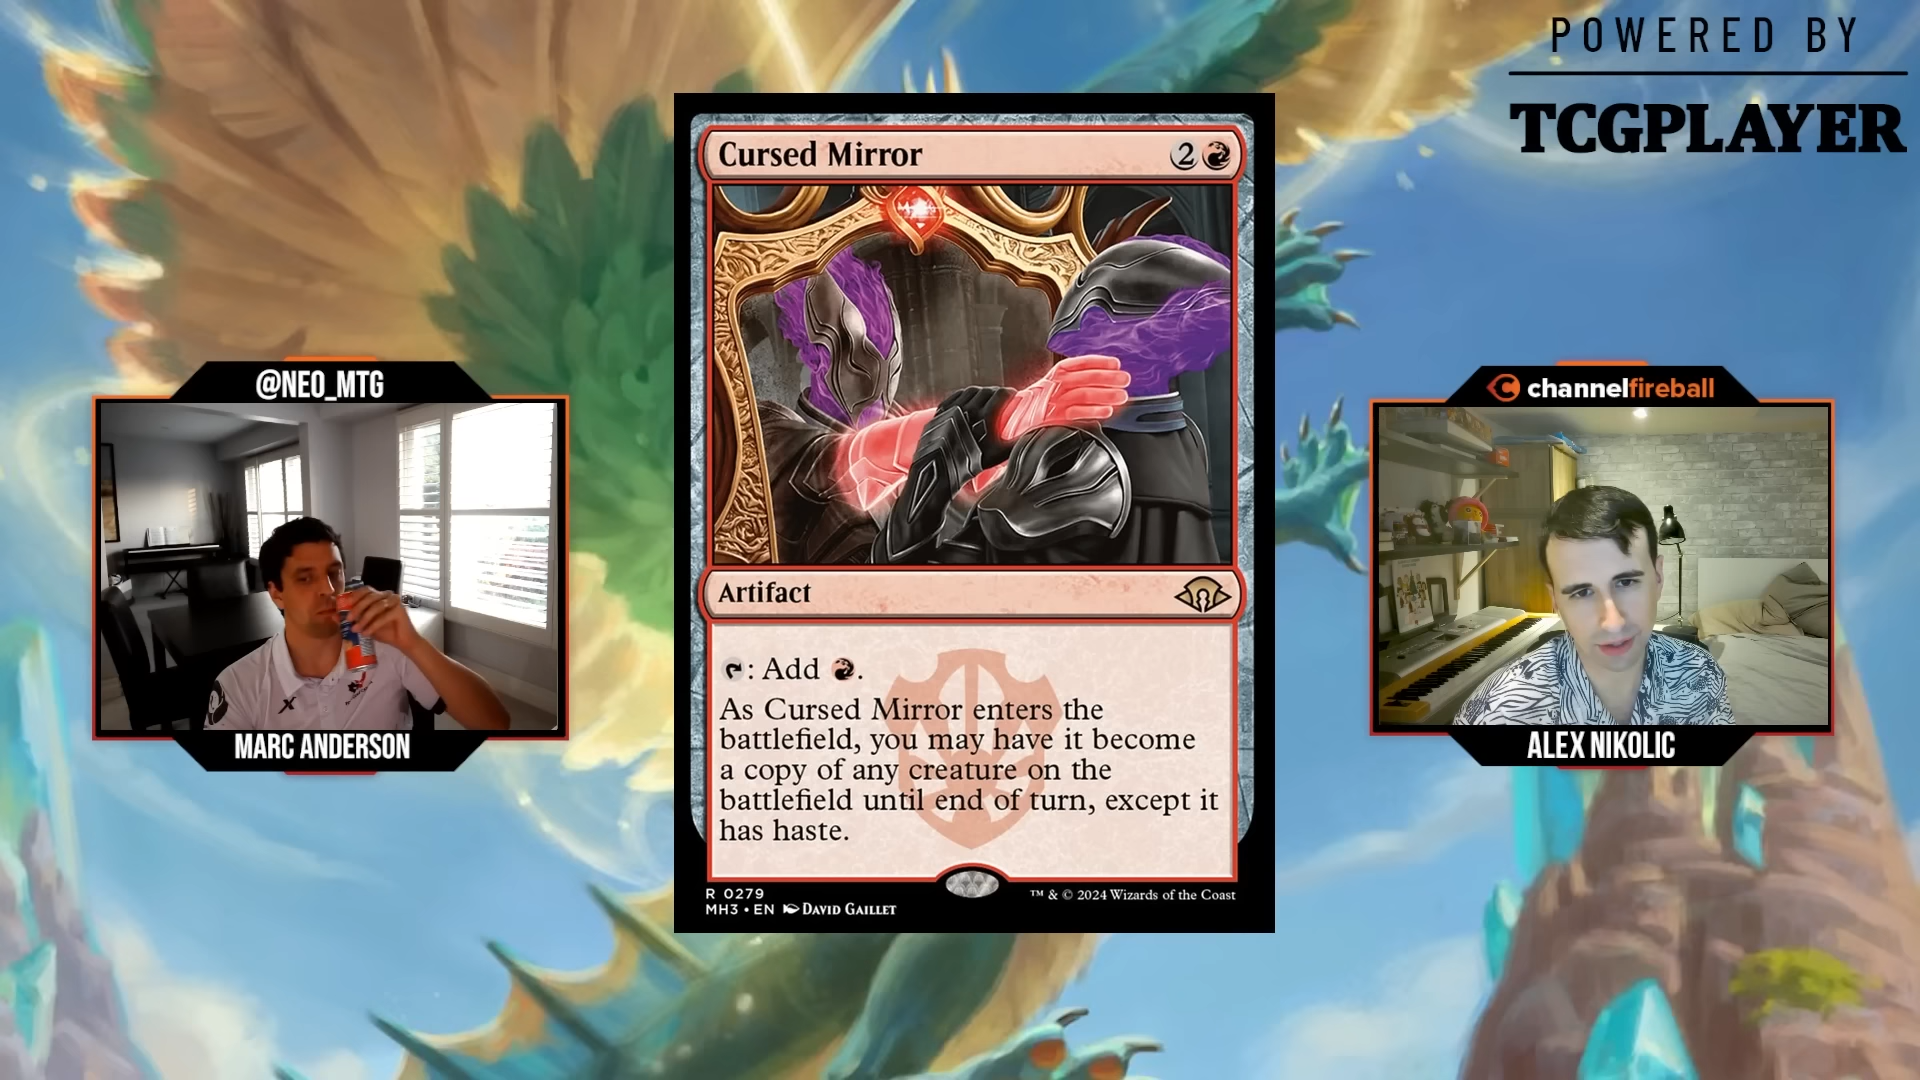 POWERED BY
TCGPLAYER
Cursed Mirror 2
Artifact
: Add .
As Cursed Mirror enters the
battlefield, you may have it become
a copy of any creature on the
battlefield until end of turn, except it
has haste.
R 0279
MH3 • EN DAVID GAILLET
™ & © 2024 Wizards of the Coast
@NEO_MTG
MARC ANDERSON
channelfireball
ALEX NIKOLIC